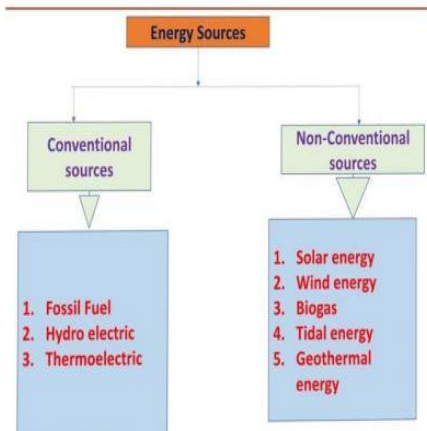 Energy Sources
Conventional
sources
Non-Conventional
sources
1. Fossil Fuel
2. Hydro electric
3. Thermoelectric
1. Solar energy
2. Wind energy
3. Biogas
4. Tidal energy
5. Geothermal
energy